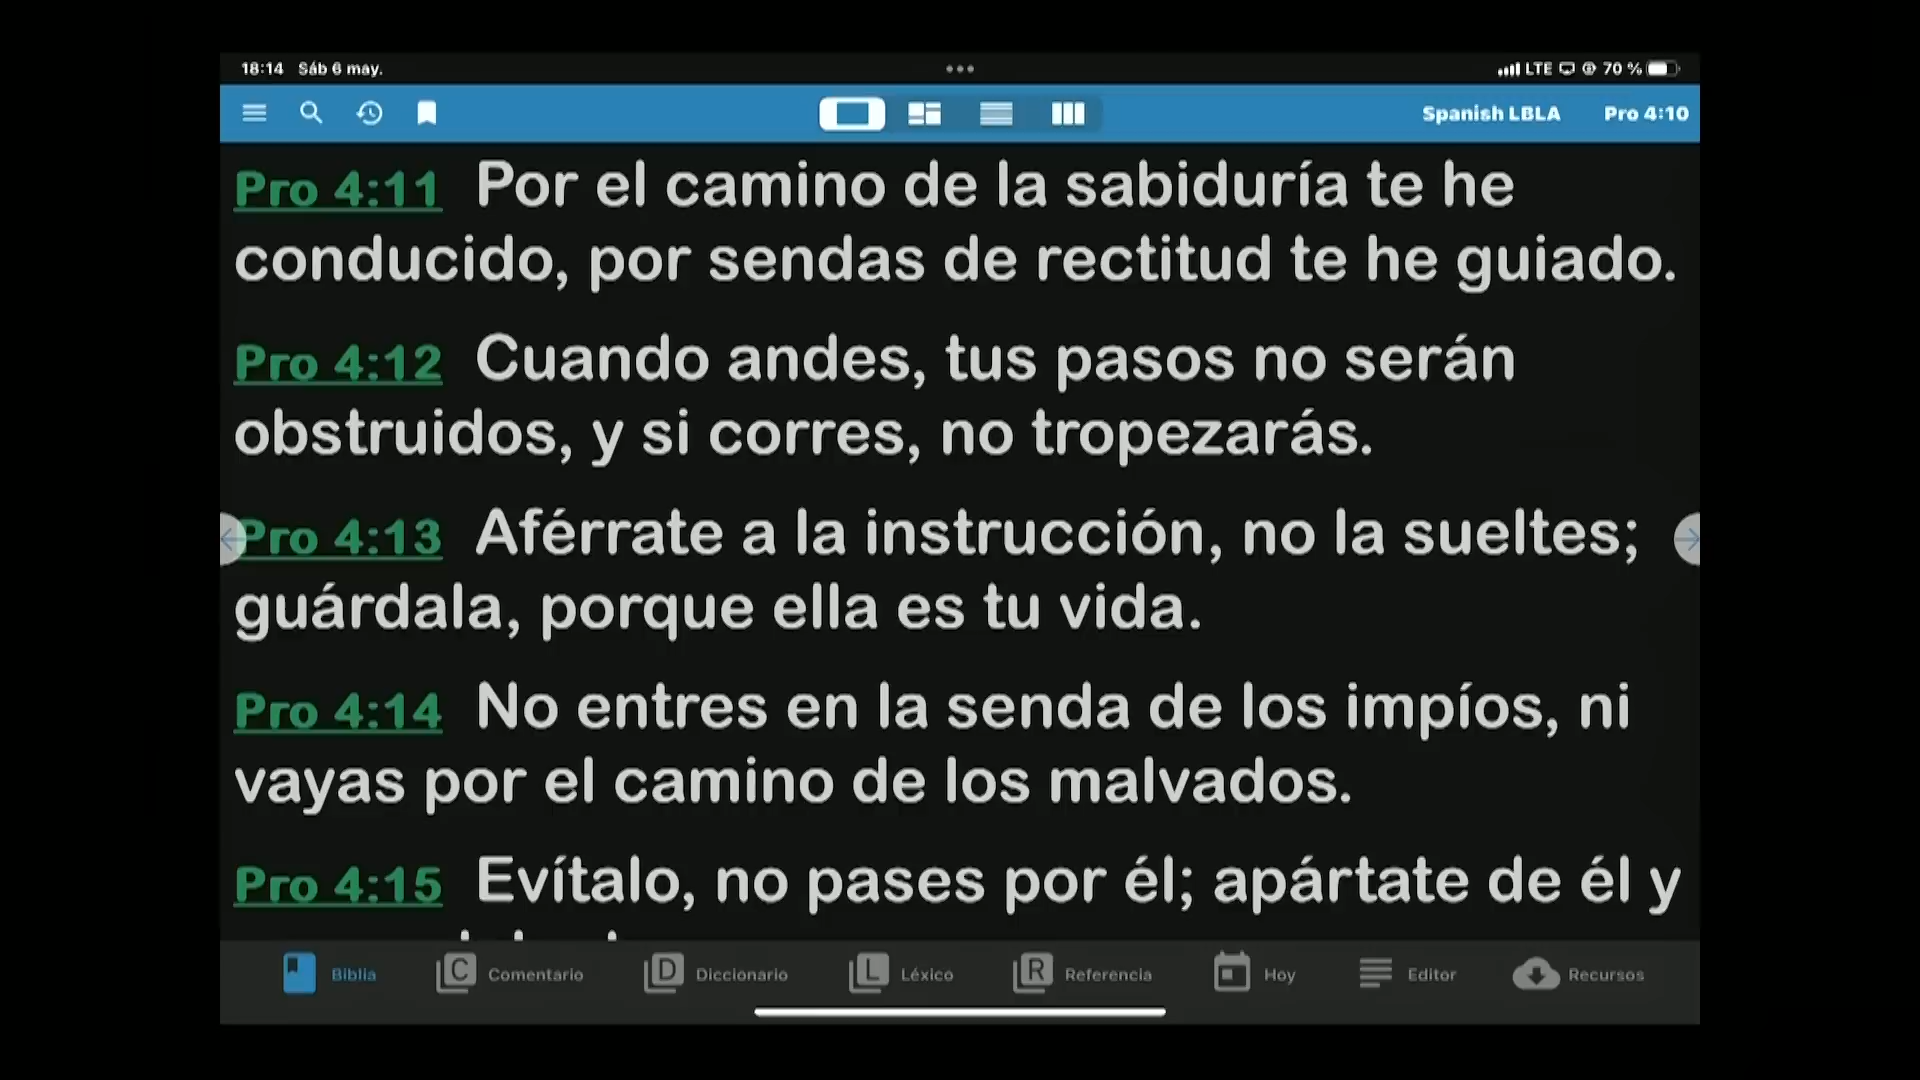 18:14 Sáb 6 may.
LTE 70 %
Spanish LBLA Pro 4:10
Pro 4:11 Por el camino de la sabiduría te he
conducido, por sendas de rectitud te he guiado.
Pro 4:12 Cuando andes, tus pasos no serán
obstruidos, y si corres, no tropezarás.
Pro 4:13 Aférrate a la instrucción, no la sueltes;
guárdala, porque ella es tu vida.
Pro 4:14 No entres en la senda de los impíos, ni
vayas por el camino de los malvados.
Pro 4:15 Evítalo, no pases por él; apártate de él y
Biblia C Comentario D Diccionario L Léxico R Referencia Hoy Editor Recursos